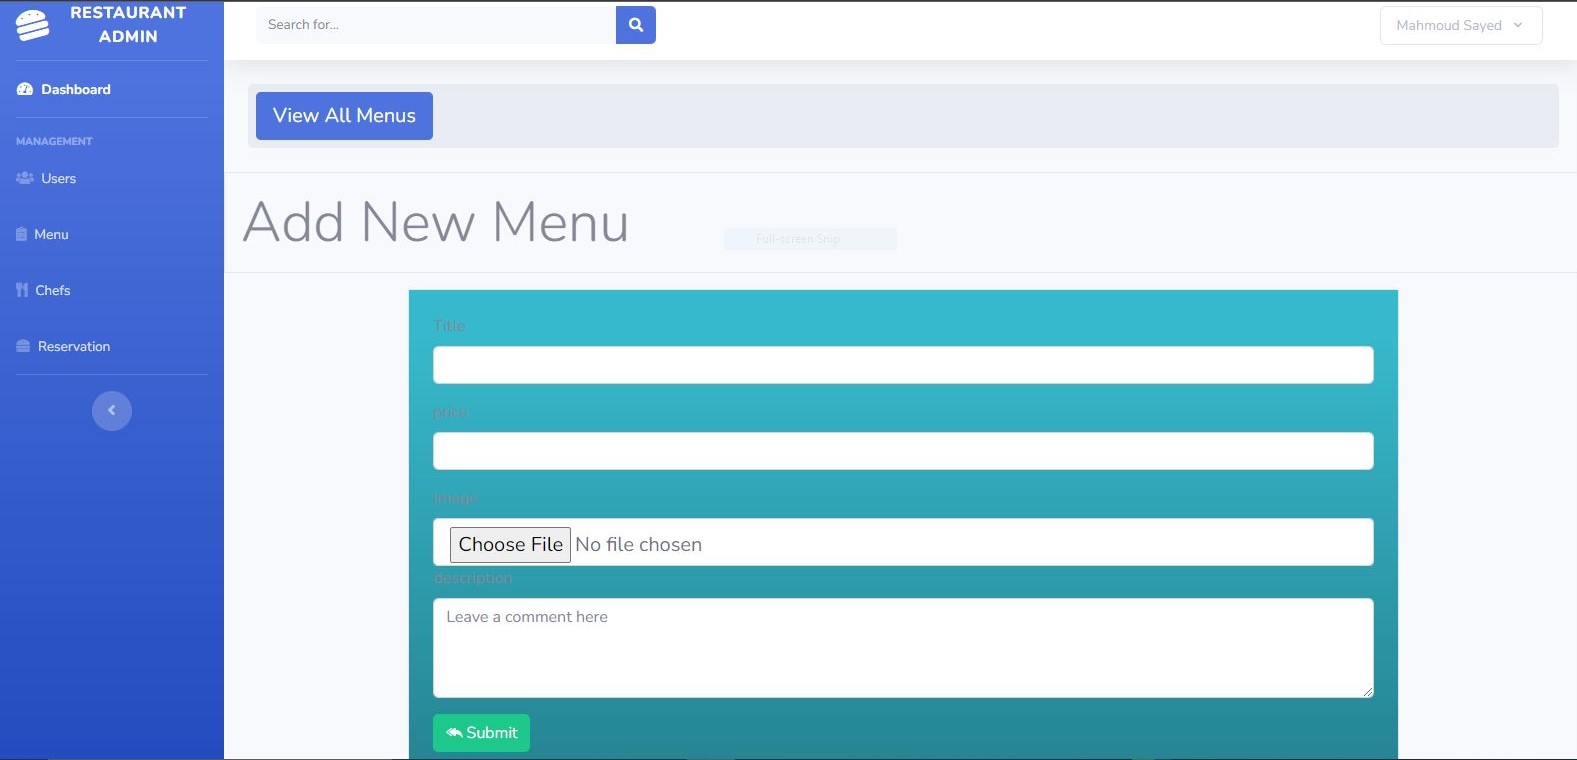 RESTAURANT
ADMIN
Search for...
Mahmoud Sayed
Dashboard
View All Menus
MANAGEMENT
Users
Add New Menu
Menu
Full-screen Snip
Chefs
Title
Reservation
price
Image
Choose File No file chosen
description
Leave a comment here
Submit